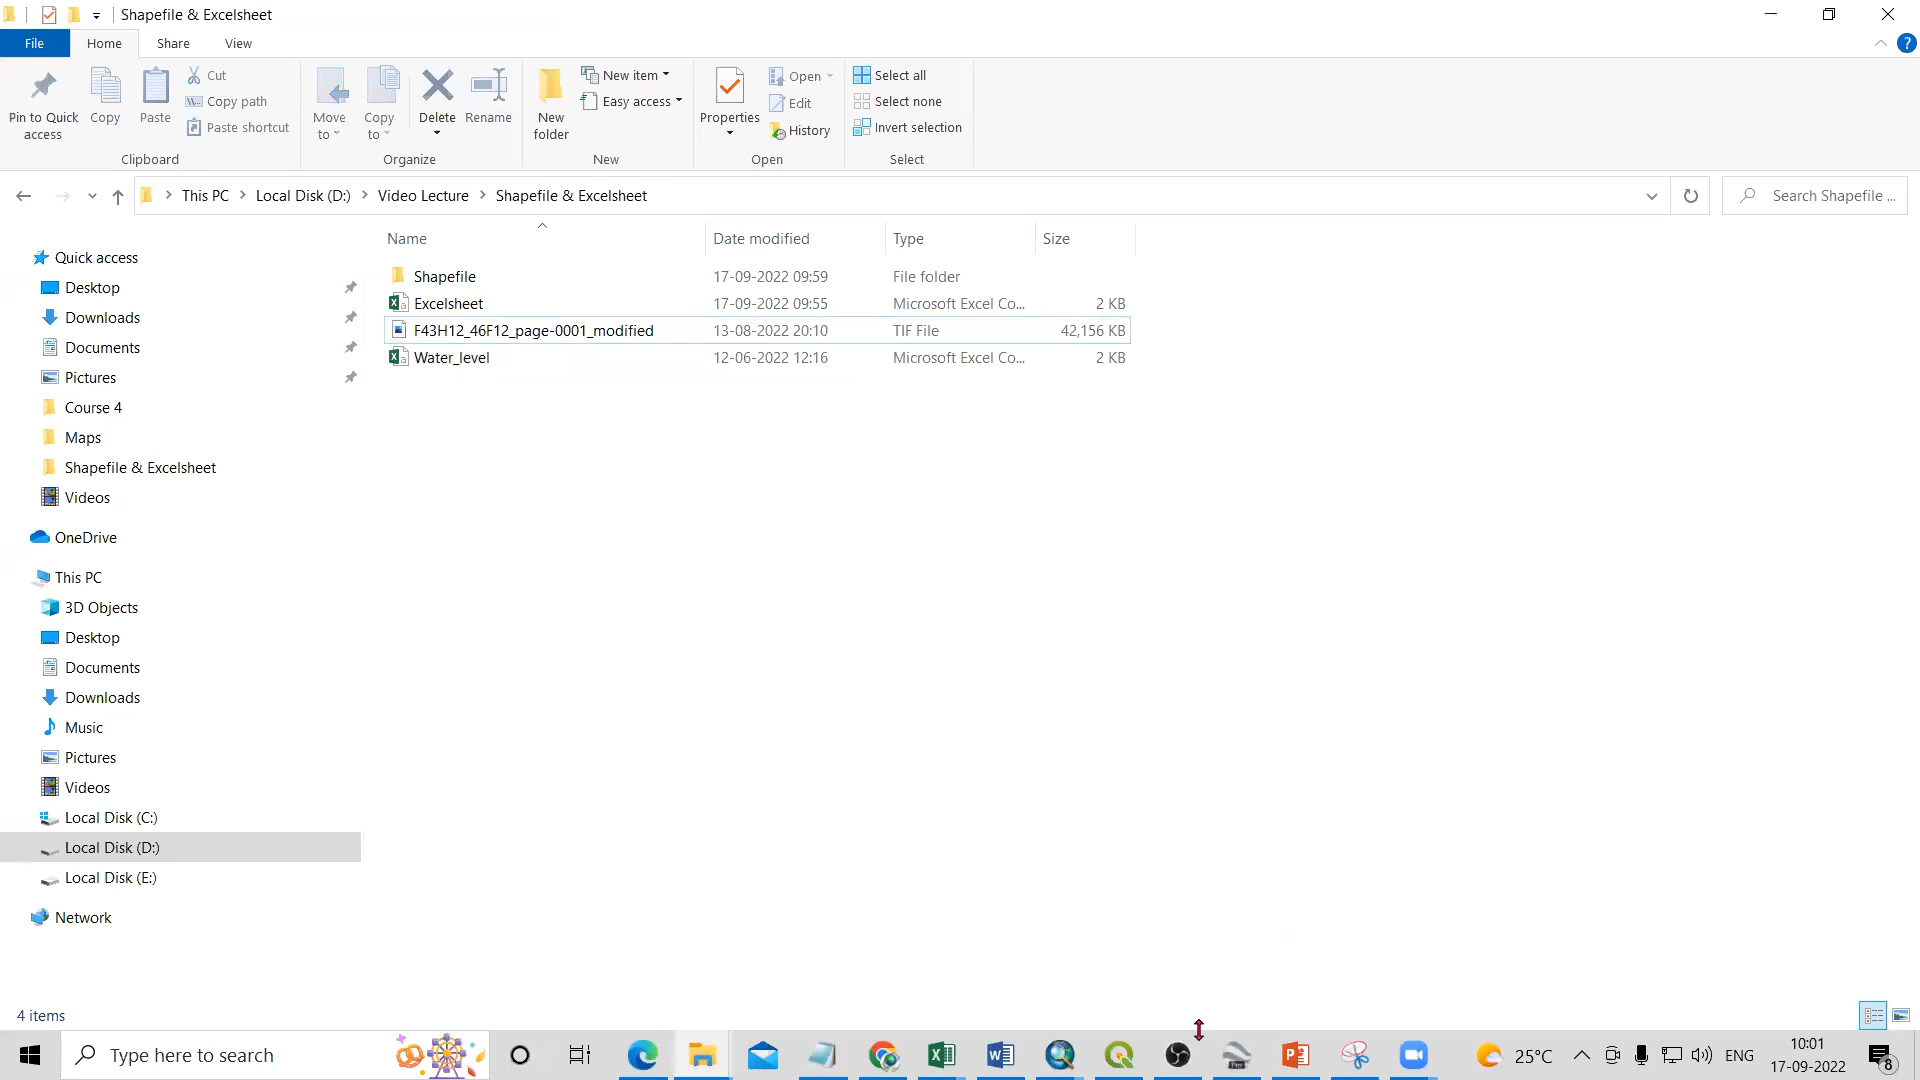 Shapefile & Excelsheet
File Home Share View
Pin to Quick access
Copy
Paste
Cut
Copy path
Paste shortcut
Clipboard
Move to
Copy to
Delete
Rename
Organize
New folder
New item
Easy access
New
Properties
Open
Edit
History
Open
Select all
Select none
Invert selection
Select
This PC Local Disk (D:) Video Lecture Shapefile & Excelsheet
Search Shapefile ...
Name Date modified Type Size
Shapefile 17-09-2022 09:59 File folder
Excelsheet 17-09-2022 09:55 Microsoft Excel Co... 2 KB
F43H12_46F12_page-0001_modified 13-08-2022 20:10 TIF File 42,156 KB
Water_level 12-06-2022 12:16 Microsoft Excel Co... 2 KB
Quick access
Desktop
Downloads
Documents
Pictures
Course 4
Maps
Shapefile & Excelsheet
Videos
OneDrive
This PC
3D Objects
Desktop
Documents
Downloads
Music
Pictures
Videos
Local Disk (C:)
Local Disk (D:)
Local Disk (E:)
Network
4 items
Type here to search
25°C
ENG
10:01
17-09-2022
8